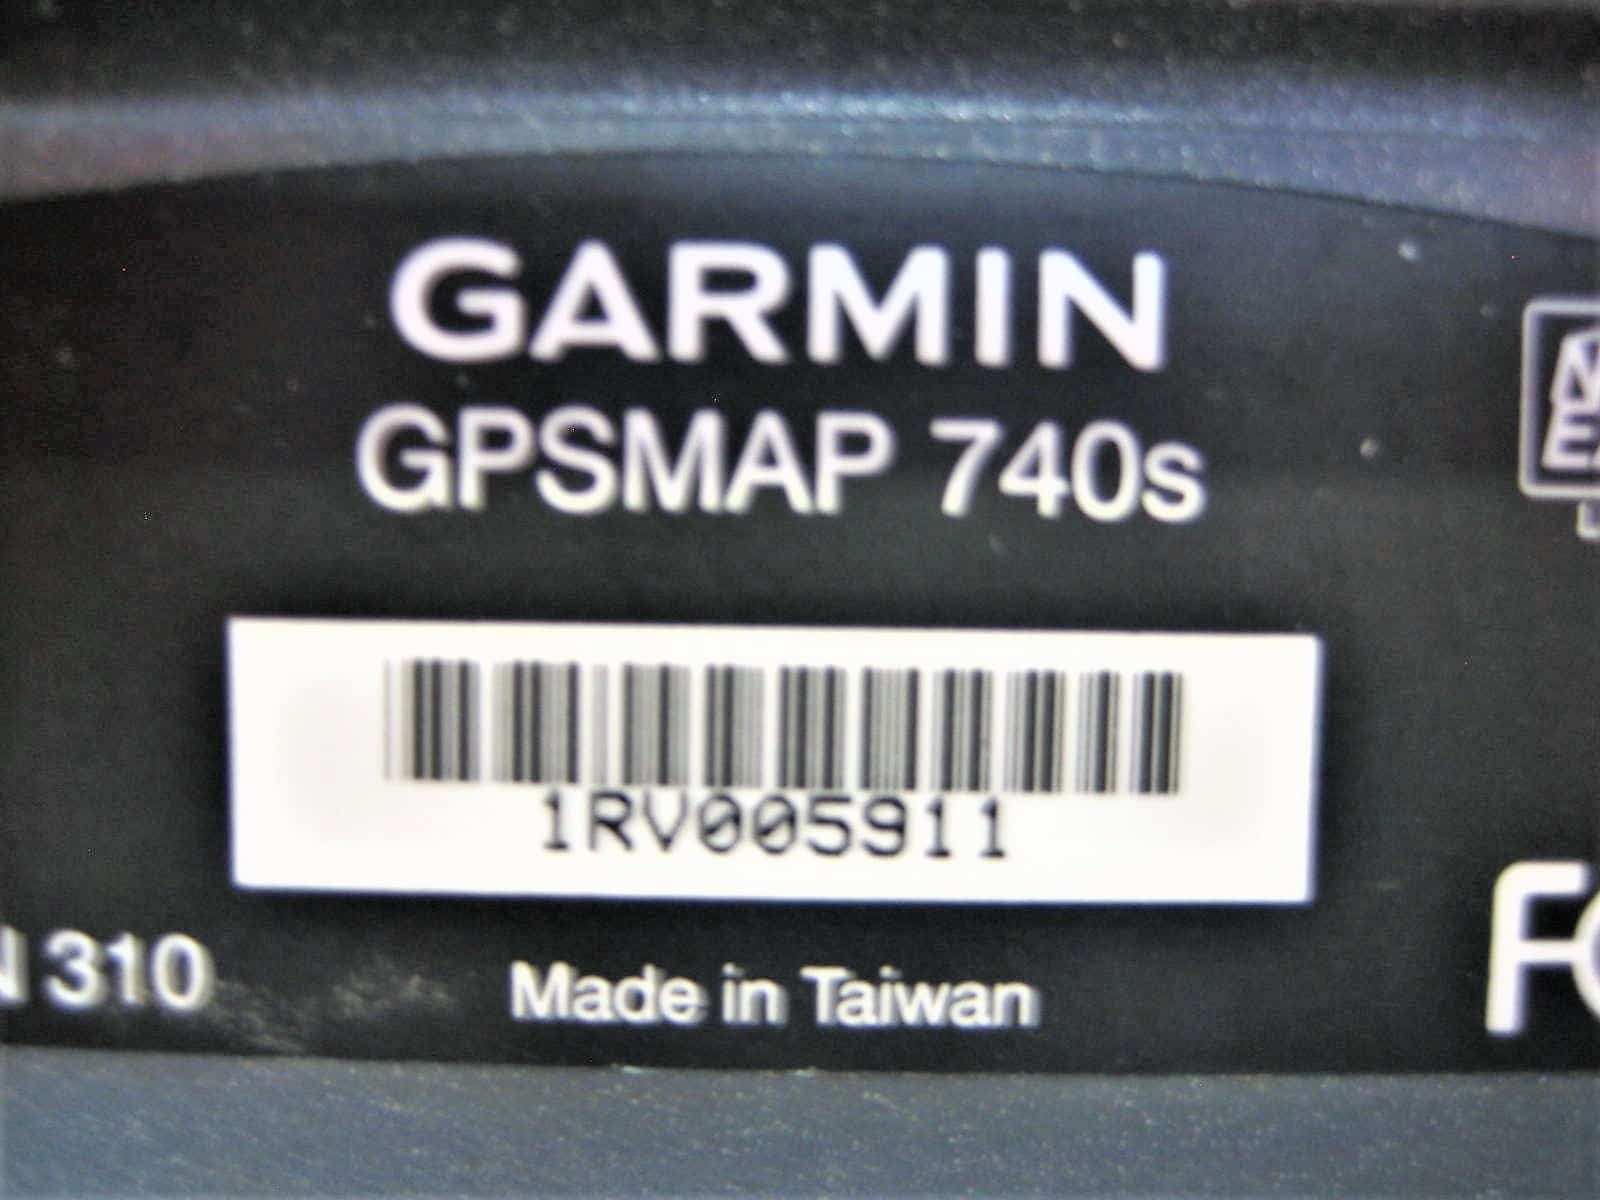 GARMIN
GPSMAP 740s
1RV005911
310
Made in Taiwan